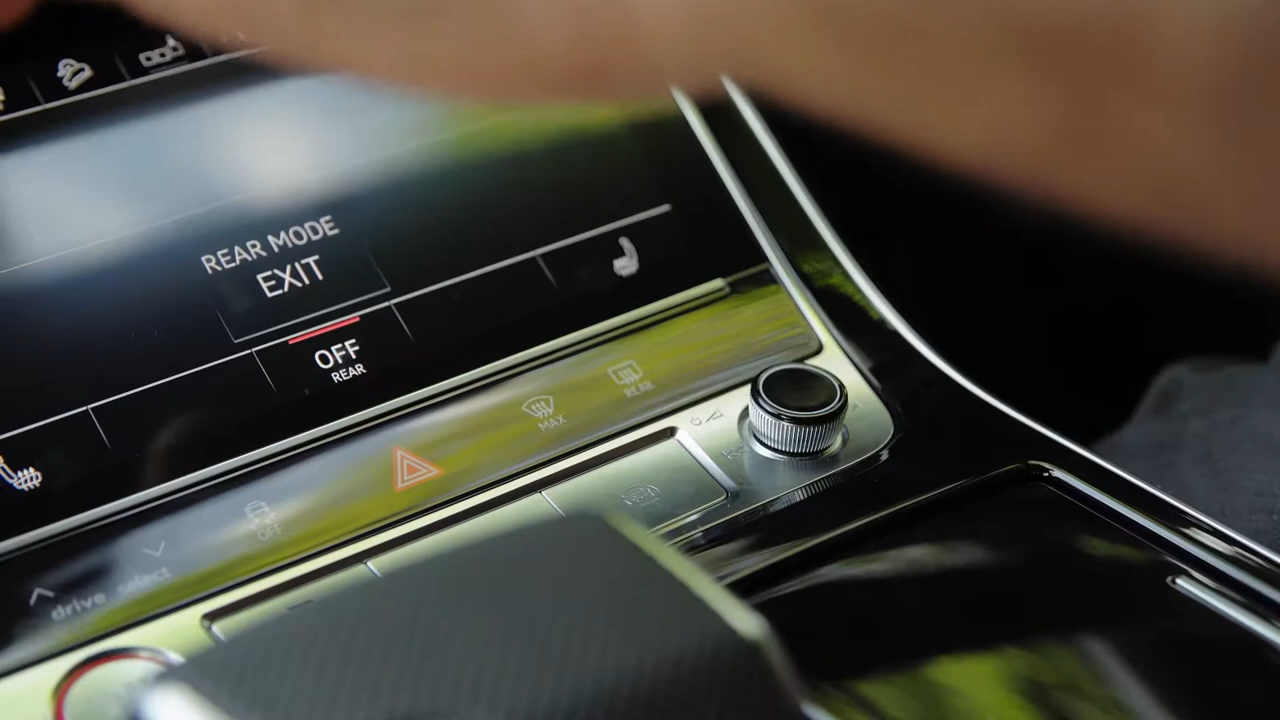 REAR MODE
EXIT
OFF
REAR
REAR
MAX
OFF
drive select